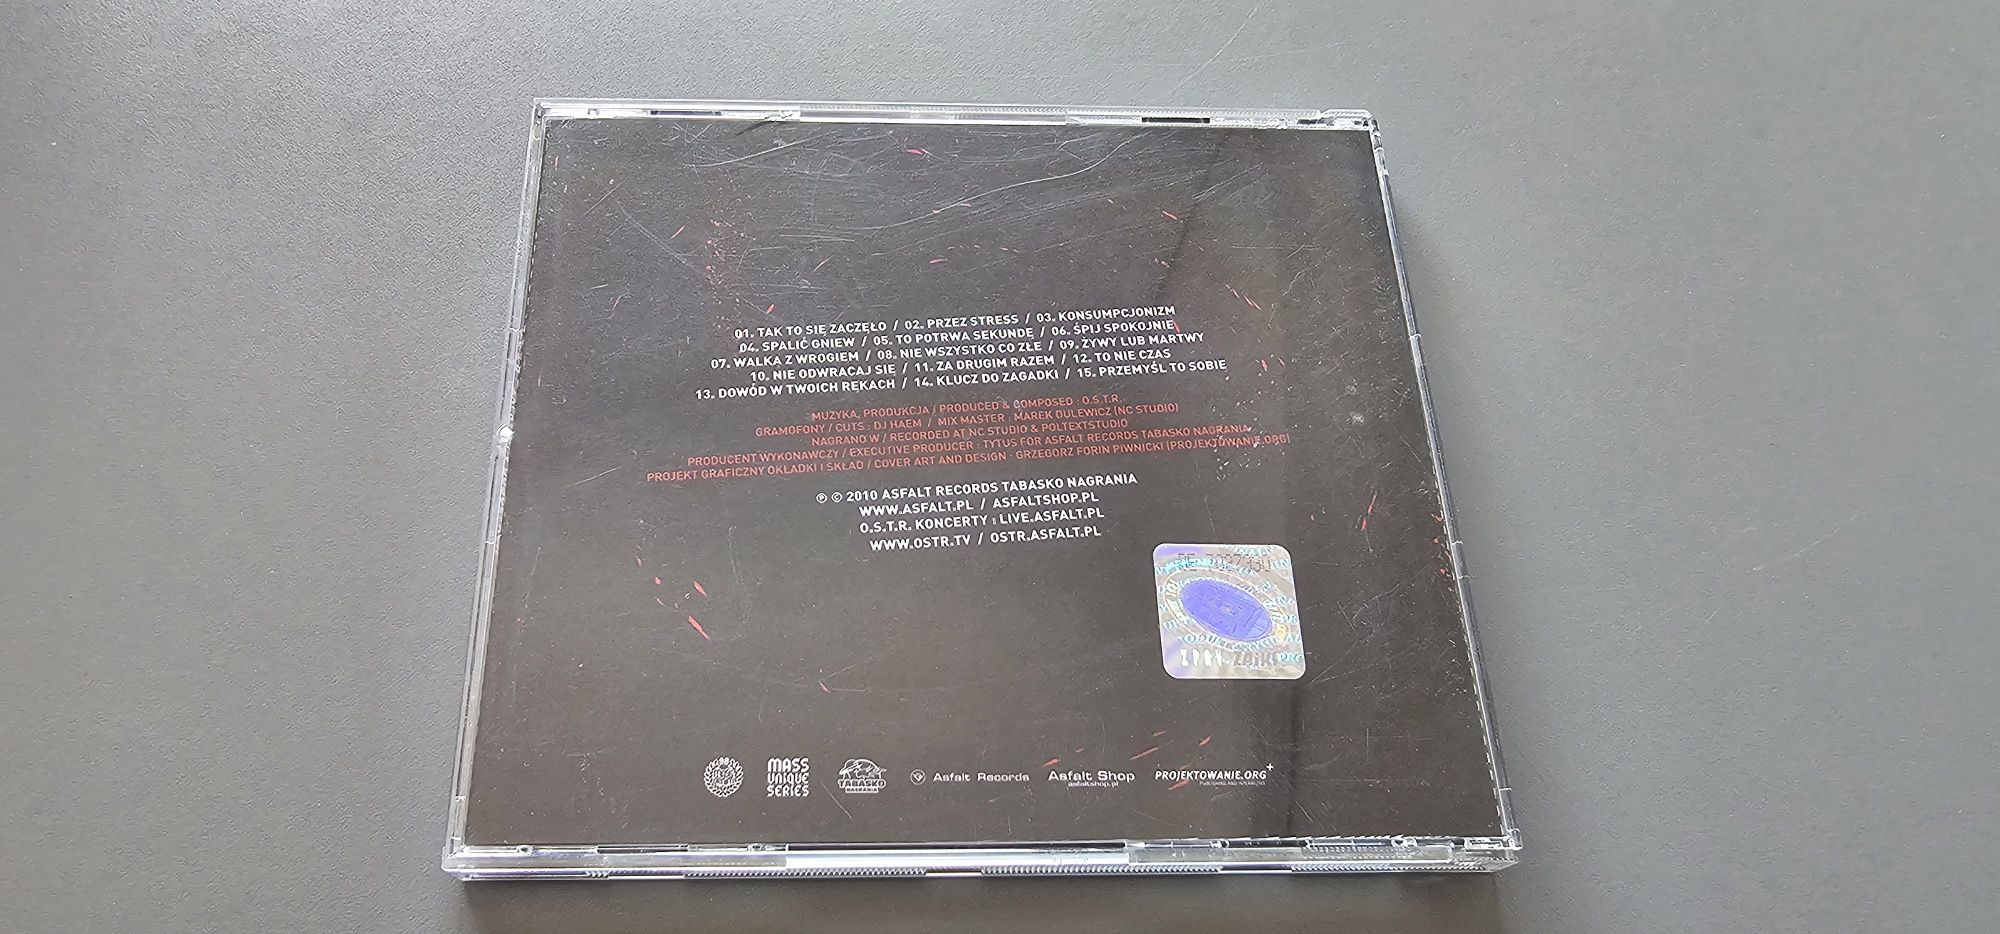 01. TAK TO SIĘ ZACZĘŁO / 02. PRZEZ STRESS / 03. KONSUMPCJONIZM
04. SPALIĆ GNIEW / 05. TO POTRWA SEKUNDĘ / 06. ŚPIJ SPOKOJNIE
07. WALKA Z WROGIEM / 08. NIE WSZYSTKO CO ZŁE / 09. ŻYWY LUB MARTWY
10. NIE ODWRACAJ SIĘ / 11. ZA DRUGIM RAZEM / 12. TO NIE CZAS
13. DOWÓD W TWOICH RĘKACH / 14. KLUCZ DO ZAGADKI / 15. PRZEMYŚL TO SOBIE
MUZYKA, PRODUKCJA / PRODUCED & COMPOSED : O.S.T.R.
GRAMOFONY / CUTS : DJ HAEM / MIX MASTER : MAREK DULEWICZ (NC STUDIO)
NAGRANO W / RECORDED AT NC STUDIO & POLTEXTSTUDIO
PRODUCENT WYKONAWCZY / EXECUTIVE PRODUCER : TYTUS FOR ASFALT RECORDS TABASKO NAGRANIA
PROJEKT GRAFICZNY OKŁADKI I SKŁAD / COVER ART AND DESIGN : GRZEGORZ FORIN PIWNICKI (PROJEKTOWANIE.ORG)
℗ © 2010 ASFALT RECORDS TABASKO NAGRANIA
WWW.ASFALT.PL / ASFALTSHOP.PL
O.S.T.R. KONCERTY : LIVE.ASFALT.PL
WWW.OSTR.TV / OSTR.ASFALT.PL
MASS
UNIQUE
SERIES
TABASKO
NAGRANIA
Asfalt Records
Asfalt Shop
asfaltshop.pl
PROJEKTOWANIE.ORG+